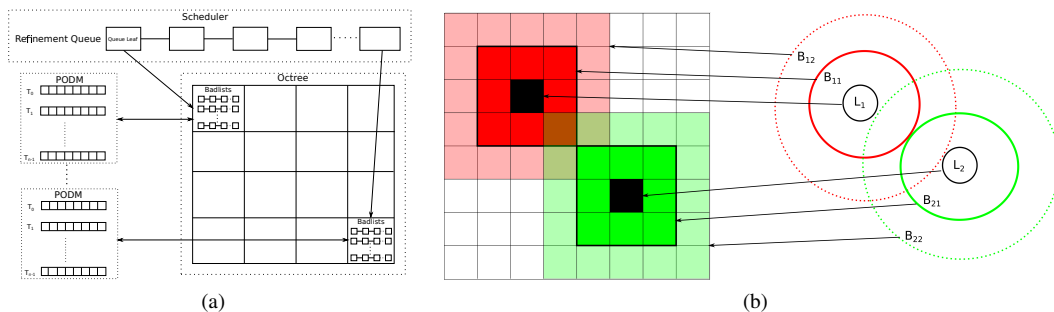 Scheduler
Refinement Queue
Queue Leaf
PODM
T0
T1
Tn-1
PODM
T0
T1
Tn-1
Octree
Badlists
Badlists
(a)
B12
B11
L1
L2
B21
B22
(b)